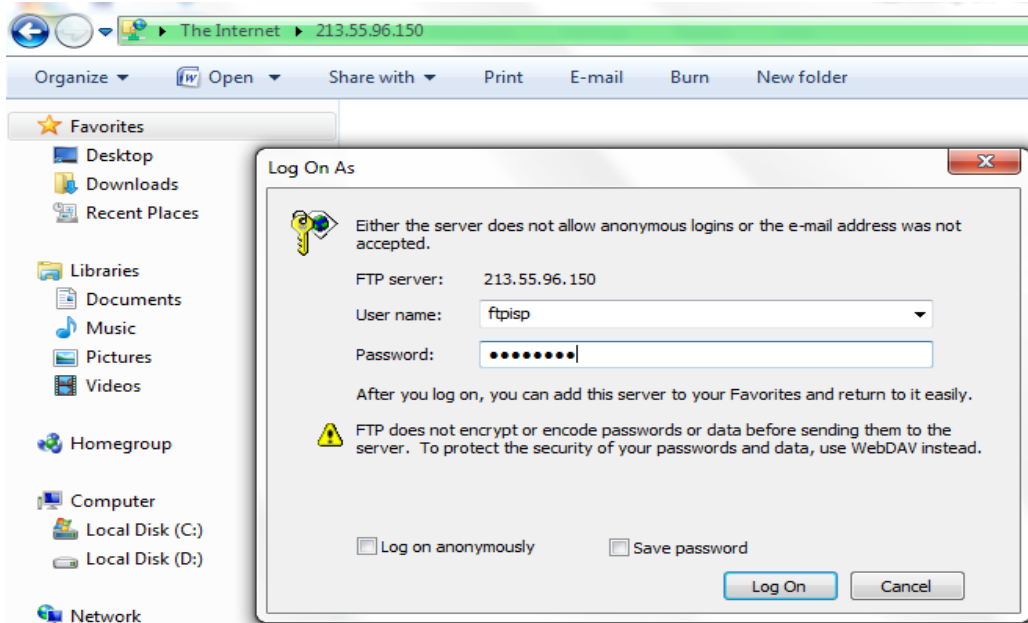 The Internet 213.55.96.150
Organize Open Share with Print E-mail Burn New folder
Favorites
Desktop
Downloads
Recent Places
Libraries
Documents
Music
Pictures
Videos
Homegroup
Computer
Local Disk (C:)
Local Disk (D:)
Network
Log On As
Either the server does not allow anonymous logins or the e-mail address was not
accepted.
FTP server: 213.55.96.150
User name: ftpisp
Password: ●●●●●●●●
After you log on, you can add this server to your Favorites and return to it easily.
FTP does not encrypt or encode passwords or data before sending them to the
server. To protect the security of your passwords and data, use WebDAV instead.
Log on anonymously Save password
Log On Cancel